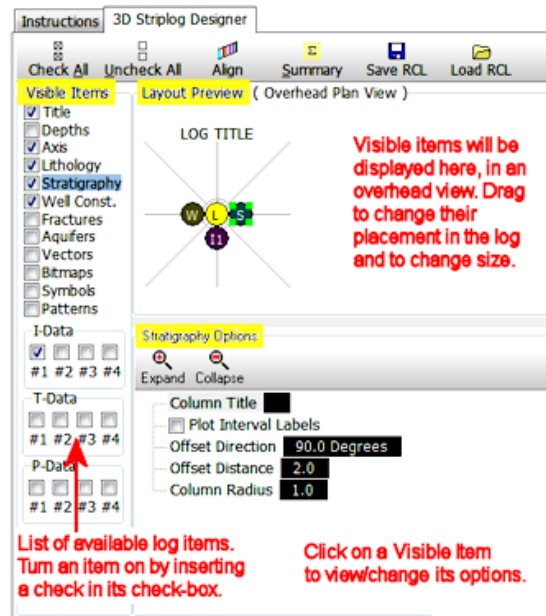 Instructions
3D Striplog Designer
Check All
Uncheck All
Align
Σ
Summary
Save RCL
Load RCL
Visible Items
Title
Depths
Axis
Lithology
Stratigraphy
Well Const.
Fractures
Aquifers
Vectors
Bitmaps
Symbols
Patterns
I-Data
#1 #2 #3 #4
T-Data
#1 #2 #3 #4
P-Data
#1 #2 #3 #4
List of available log items.
Turn an item on by inserting
a check in its check-box.
Layout Preview ( Overhead Plan View )
LOG TITLE
W L S
I1
Visible items will be
displayed here, in an
overhead view. Drag
to change their
placement in the log
and to change size.
Stratigraphy Options
Expand Collapse
Column Title
Plot Interval Labels
Offset Direction 90.0 Degrees
Offset Distance 2.0
Column Radius 1.0
Click on a Visible Item
to view/change its options.